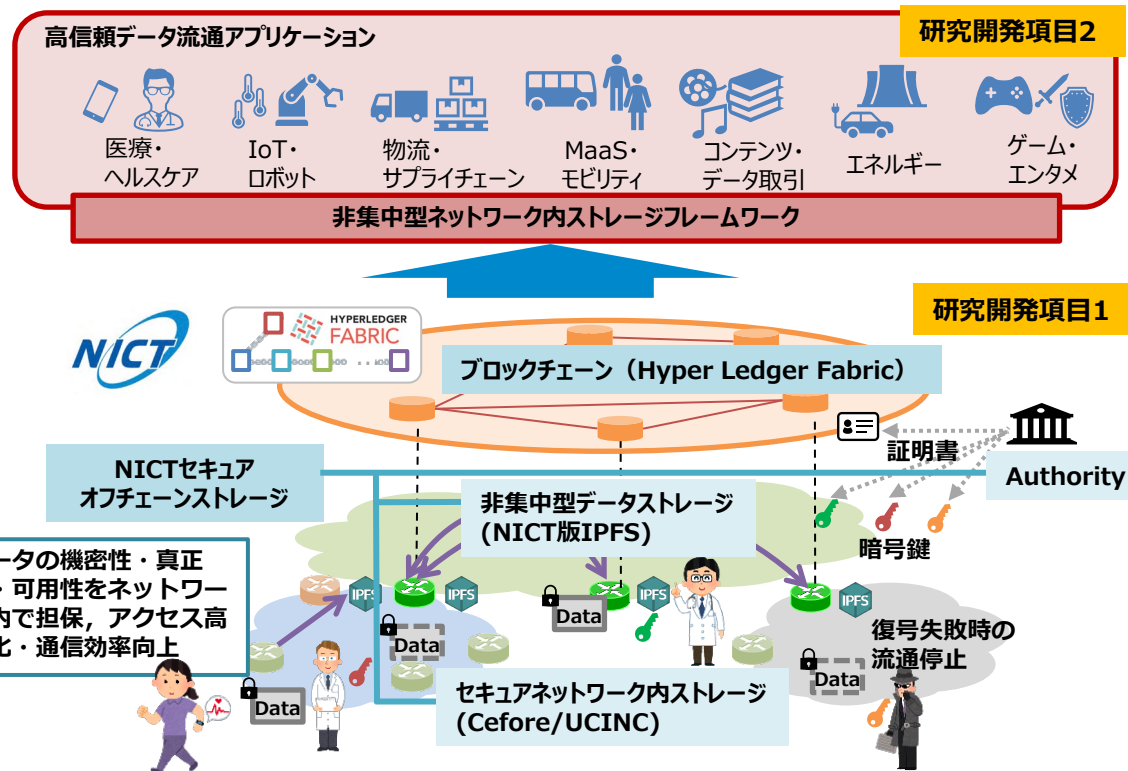 研究開発項目2
高信頼データ流通アプリケーション
医療・
ヘルスケア
IoT・
ロボット
物流・
サプライチェーン
MaaS・
モビリティ
コンテンツ・
データ取引
エネルギー
ゲーム・
エンタメ
非集中型ネットワーク内ストレージフレームワーク
研究開発項目1
NICT
HYPERLEDGER
FABRIC
ブロックチェーン（Hyper Ledger Fabric）
証明書
Authority
NICTセキュア
オフチェーンストレージ
非集中型データストレージ
(NICT版IPFS)
暗号鍵
ータの機密性・真正
・可用性をネットワー
内で担保，アクセス高
化・通信効率向上
IPFS
IPFS
IPFS
IPFS
Data
Data
Data
Data
復号失敗時の
流通停止
セキュアネットワーク内ストレージ
(Cefore/UCINC)